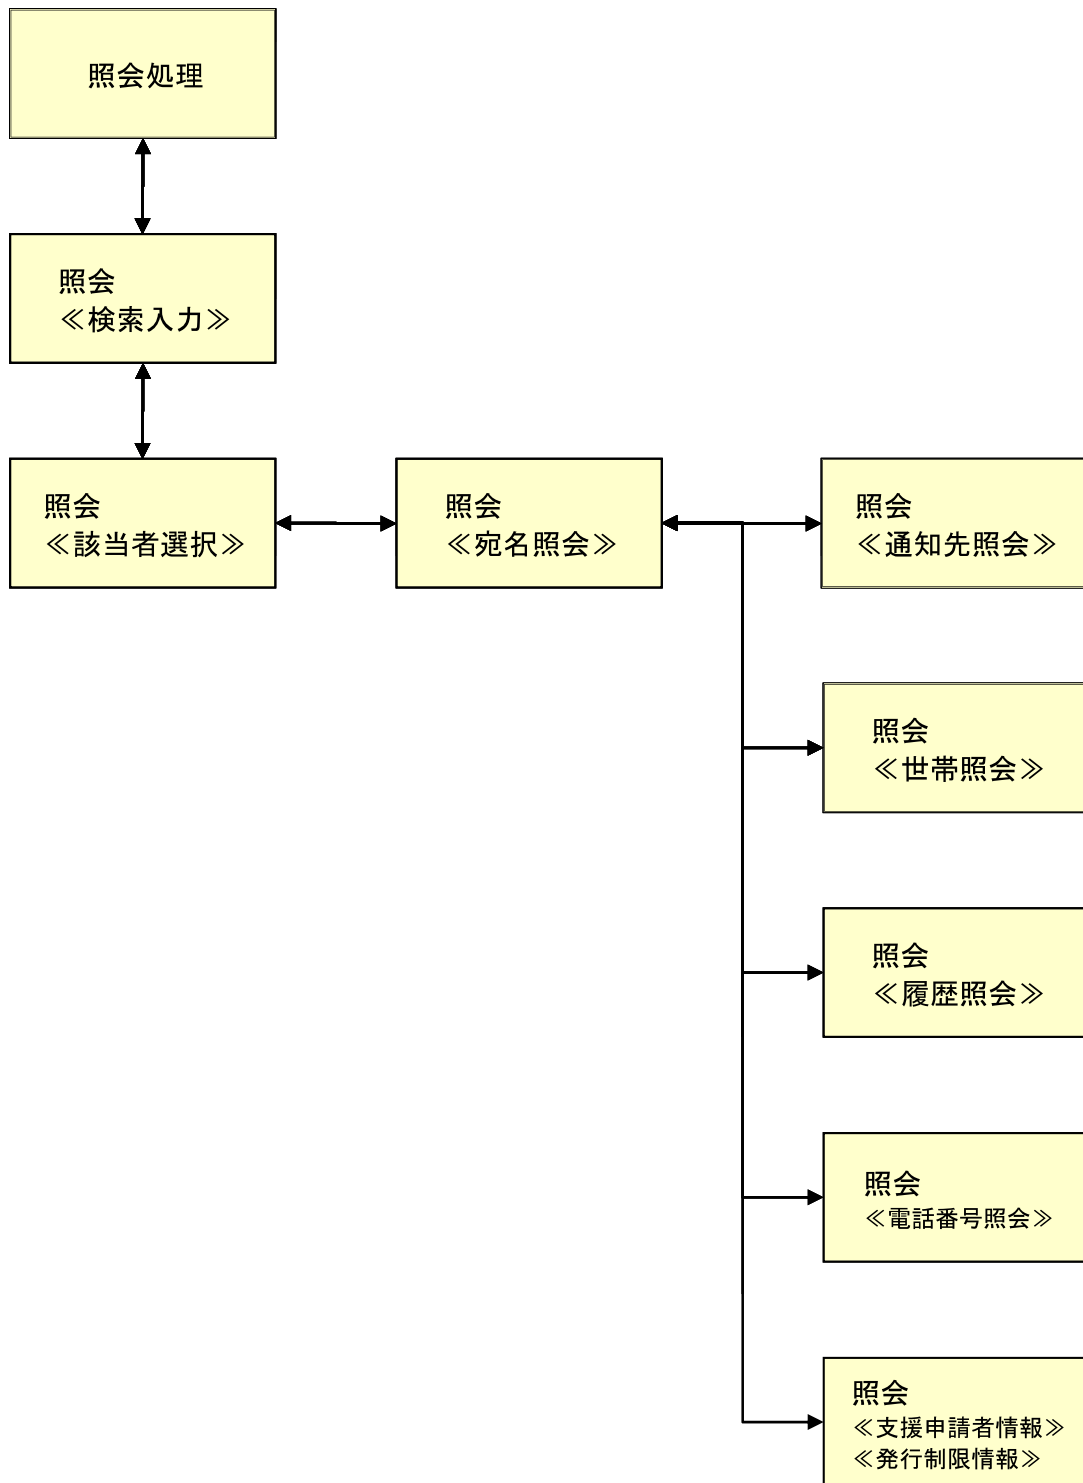 照会処理
照会
≪検索入力≫
照会
≪該当者選択≫
照会
≪宛名照会≫
照会
≪通知先照会≫
照会
≪世帯照会≫
照会
≪履歴照会≫
照会
≪電話番号照会≫
照会
≪支援申請者情報≫
≪発行制限情報≫